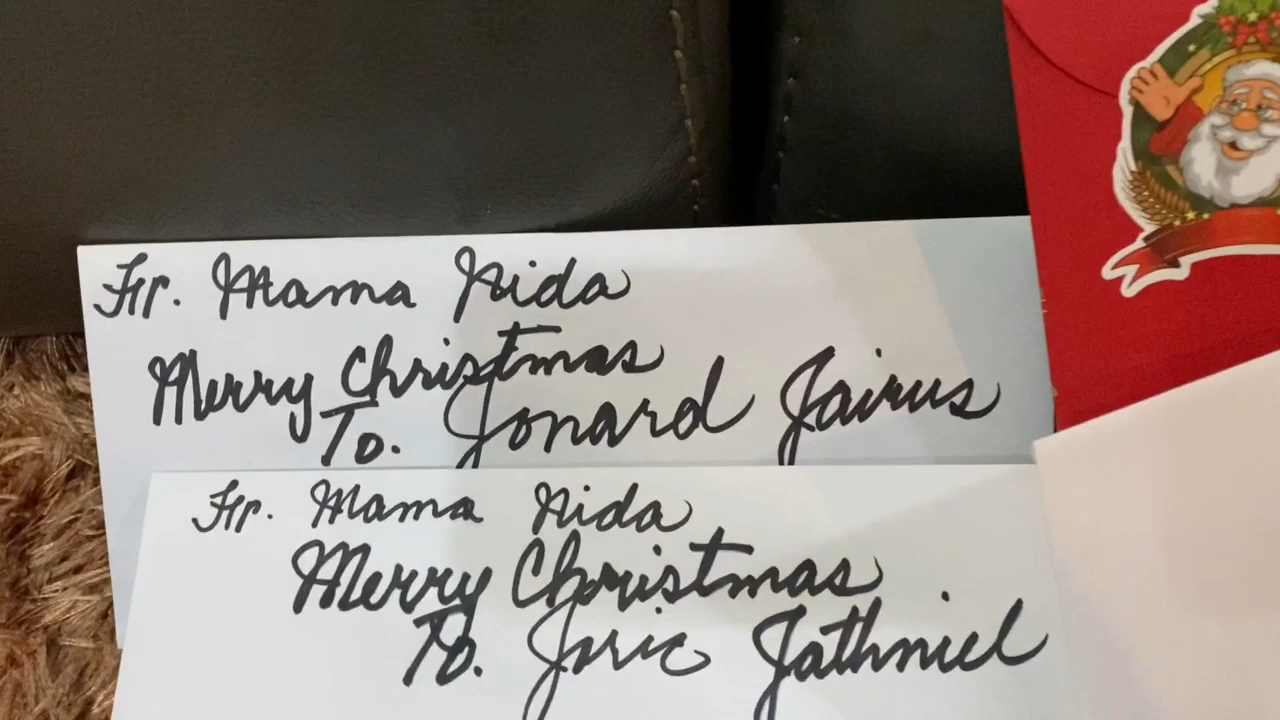 Fr. Mama Nida
Merry Christmas
To. Jonard Jairus
Fr. Mama Nida
Merry Christmas
To. Joric Jathniel